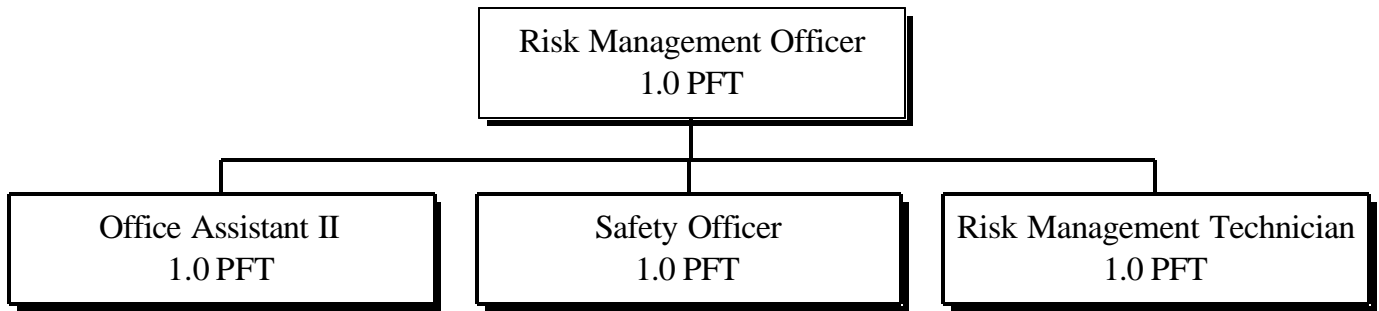 Risk Management Officer
1.0 PFT
Office Assistant II
1.0 PFT
Safety Officer
1.0 PFT
Risk Management Technician
1.0 PFT